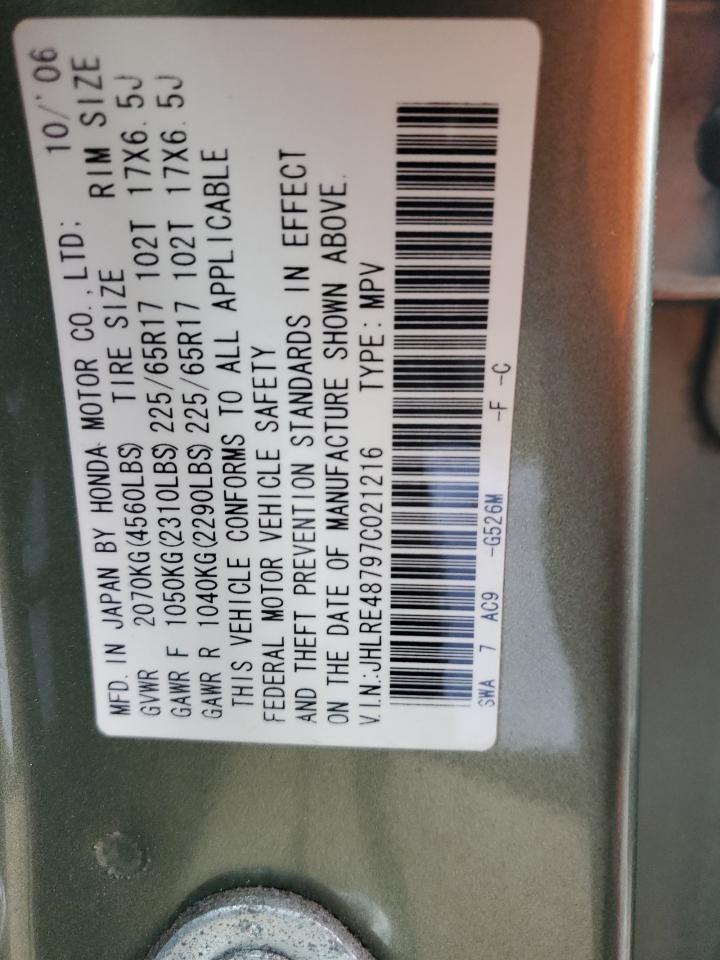 MFD. IN JAPAN BY HONDA MOTOR CO., LTD; 10/'06
GVWR 2070KG(4560LBS) TIRE SIZE RIM SIZE
GAWR F 1050KG(2310LBS) 225/65R17 102T 17X6.5J
GAWR R 1040KG(2290LBS) 225/65R17 102T 17X6.5J
THIS VEHICLE CONFORMS TO ALL APPLICABLE
FEDERAL MOTOR VEHICLE SAFETY
AND THEFT PREVENTION STANDARDS IN EFFECT
ON THE DATE OF MANUFACTURE SHOWN ABOVE.
V.I.N.:JHLRE48797C021216 TYPE: MPV
SWA 7 AC9 -G526M -F -C